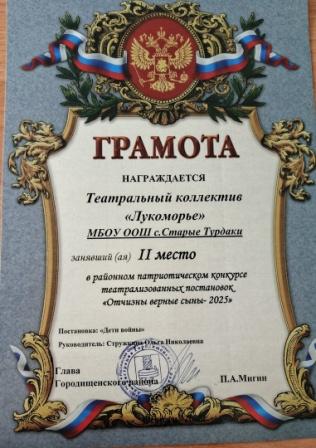 ГРАМОТА
НАГРАЖДАЕТСЯ
Театральный коллектив
«Лукоморье»
МБОУ ООШ с.Старые Турдаки
занявший (ая) II место
в районном патриотическом конкурсе
театрализованных постановок
«Отчизны верные сыны- 2025»
Постановка: «Дети войны»
Руководитель: Стружкина Ольга Николаевна
Глава
Городищенского района П.А.Мигин